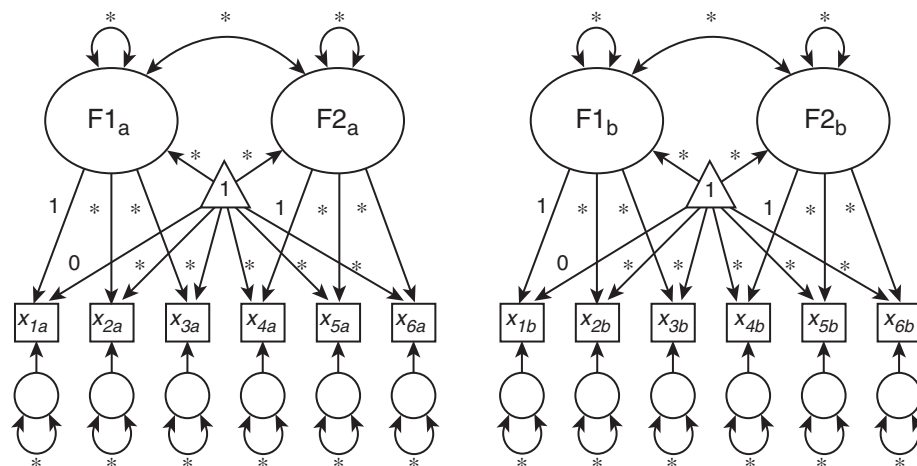 * * * * * *
F1a F2a F1b F2b
* * * *
1 1
1 * * 1 * * 1 * * 1 * *
0 * * * * * 0 * * * * *
x1a x2a x3a x4a x5a x6a x1b x2b x3b x4b x5b x6b
* * * * * * * * * * * *